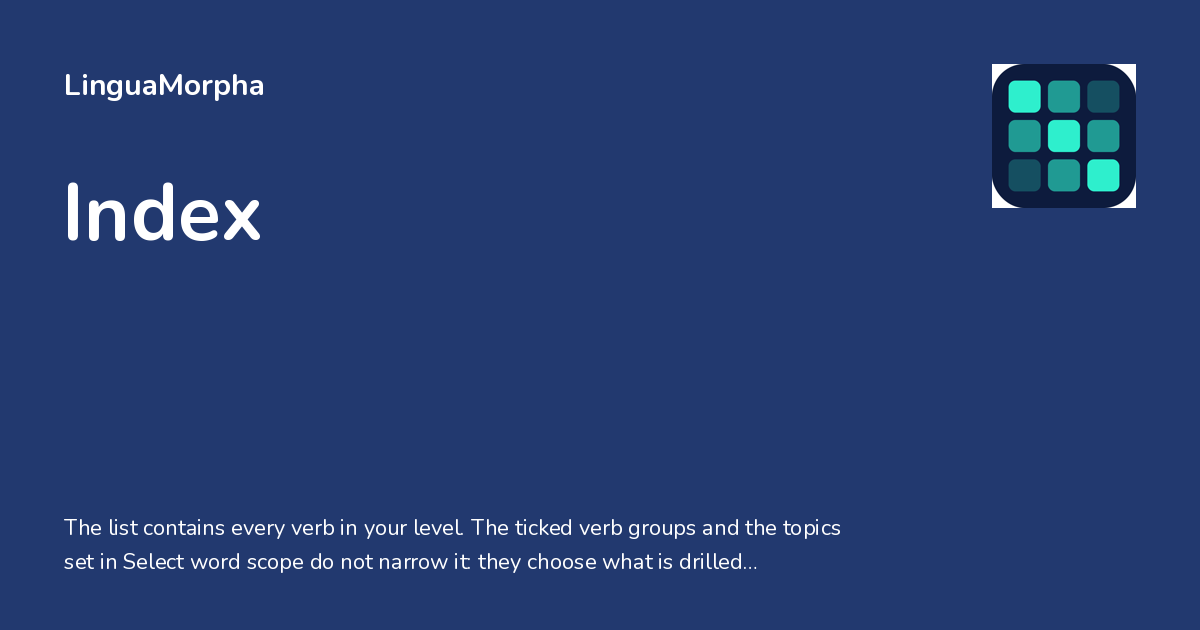 LinguaMorpha
Index
The list contains every verb in your level. The ticked verb groups and the topics
set in Select word scope do not narrow it: they choose what is drilled…